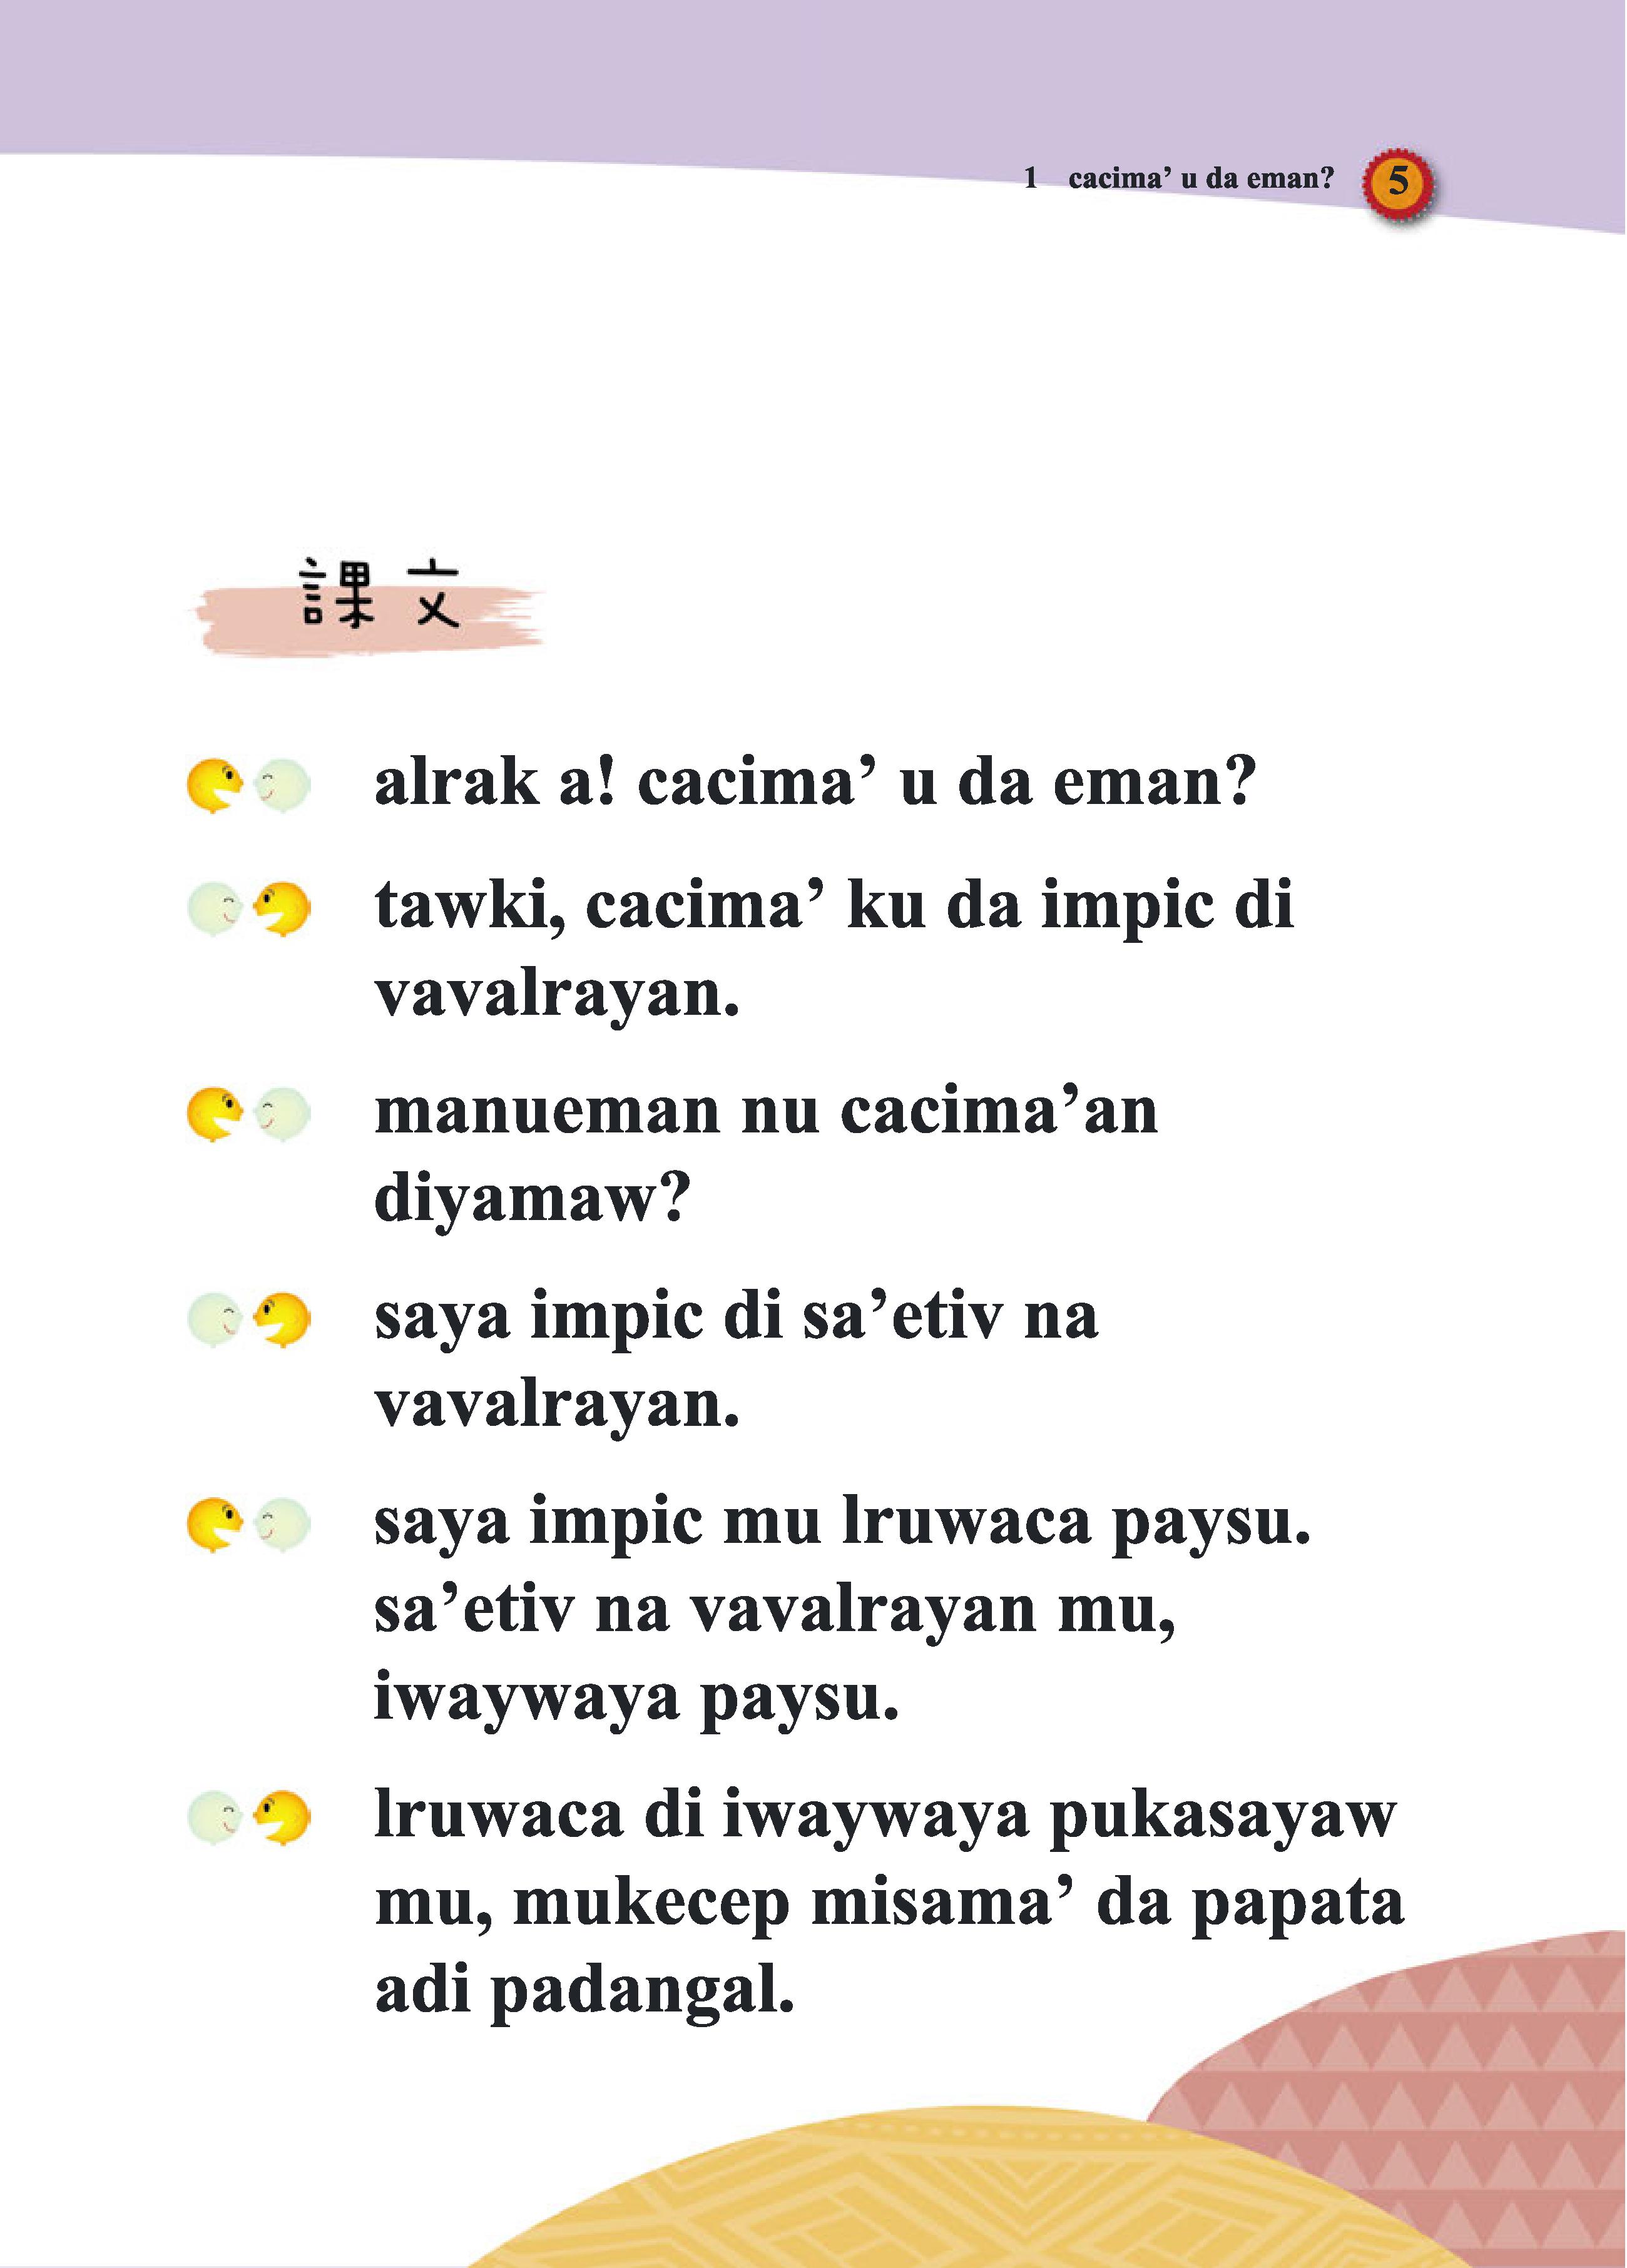 1 cacima’ u da eman? 5
課文
alrak a! cacima’ u da eman?
tawki, cacima’ ku da impic di
vavalrayan.
manueman nu cacima’an
diyamaw?
saya impic di sa’etiv na
vavalrayan.
saya impic mu lruwaca paysu.
sa’etiv na vavalrayan mu,
iwaywaya paysu.
lruwaca di iwaywaya pukasayaw
mu, mukecep misama’ da papata
adi padangal.